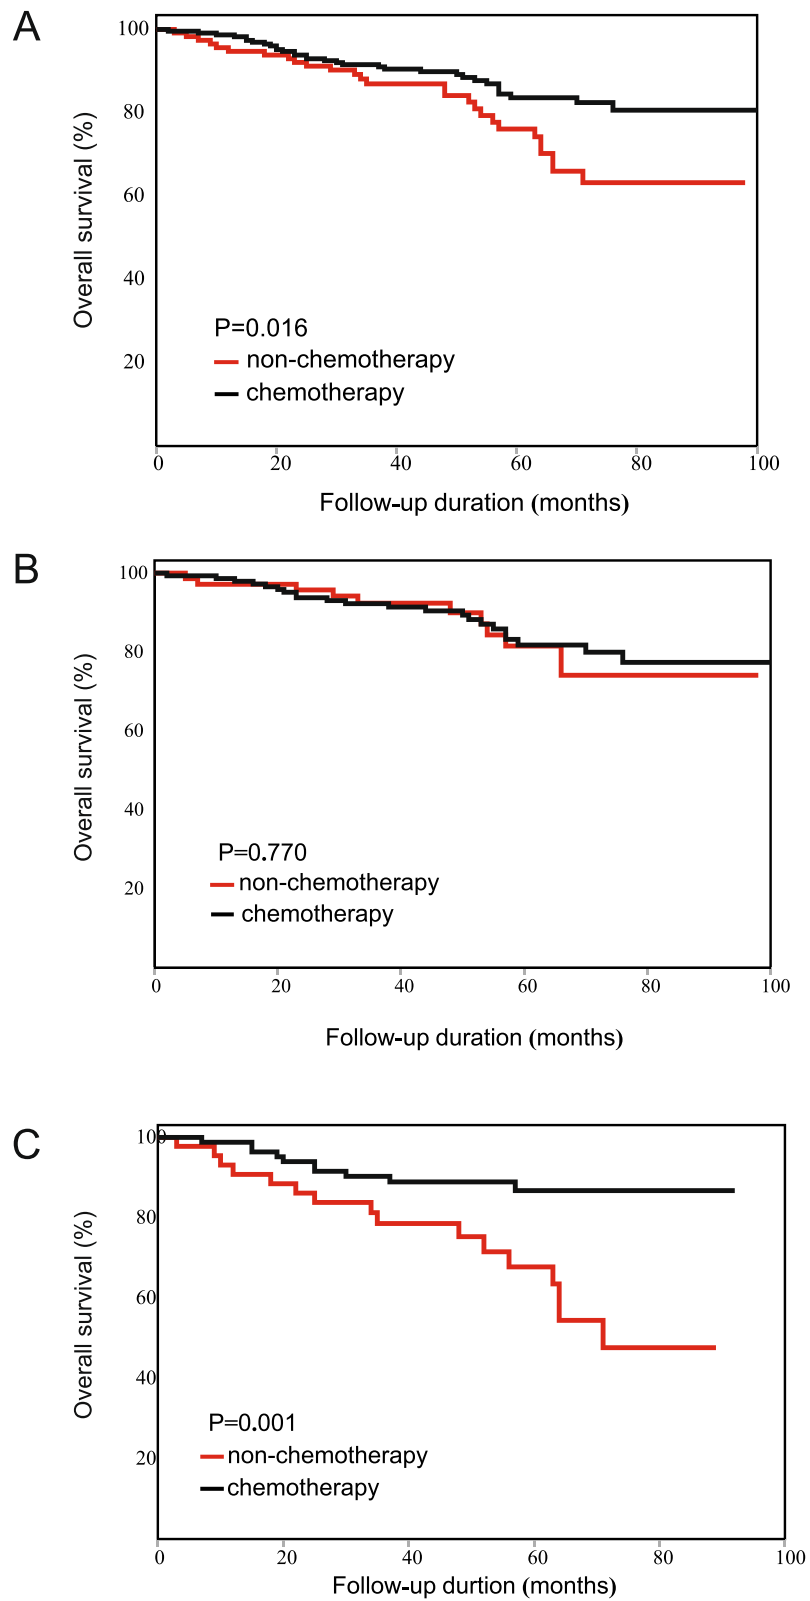 A
100
80
60
40
20
Overall survival (%)
P=0.016
non-chemotherapy
chemotherapy
0 20 40 60 80 100
Follow-up duration (months)
B
100
80
60
40
20
Overall survival (%)
P=0.770
non-chemotherapy
chemotherapy
0 20 40 60 80 100
Follow-up duration (months)
C
100
80
60
40
20
Overall survival (%)
P=0.001
non-chemotherapy
chemotherapy
0 20 40 60 80 100
Follow-up durtion (months)